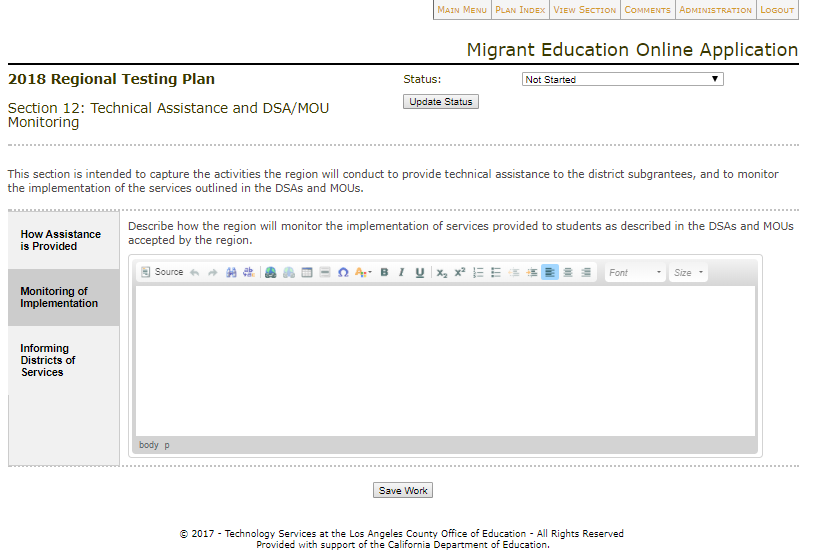 Main Menu Plan Index View Section Comments Administration Logout
Migrant Education Online Application
2018 Regional Testing Plan
Status: Not Started
Update Status
Section 12: Technical Assistance and DSA/MOU
Monitoring
This section is intended to capture the activities the region will conduct to provide technical assistance to the district subgrantees, and to monitor
the implementation of the services outlined in the DSAs and MOUs.
How Assistance
is Provided
Monitoring of
Implementation
Informing
Districts of
Services
Describe how the region will monitor the implementation of services provided to students as described in the DSAs and MOUs
accepted by the region.
Source B I U X₂ X² Font Size
body p
Save Work
© 2017 - Technology Services at the Los Angeles County Office of Education - All Rights Reserved
Provided with support of the California Department of Education.